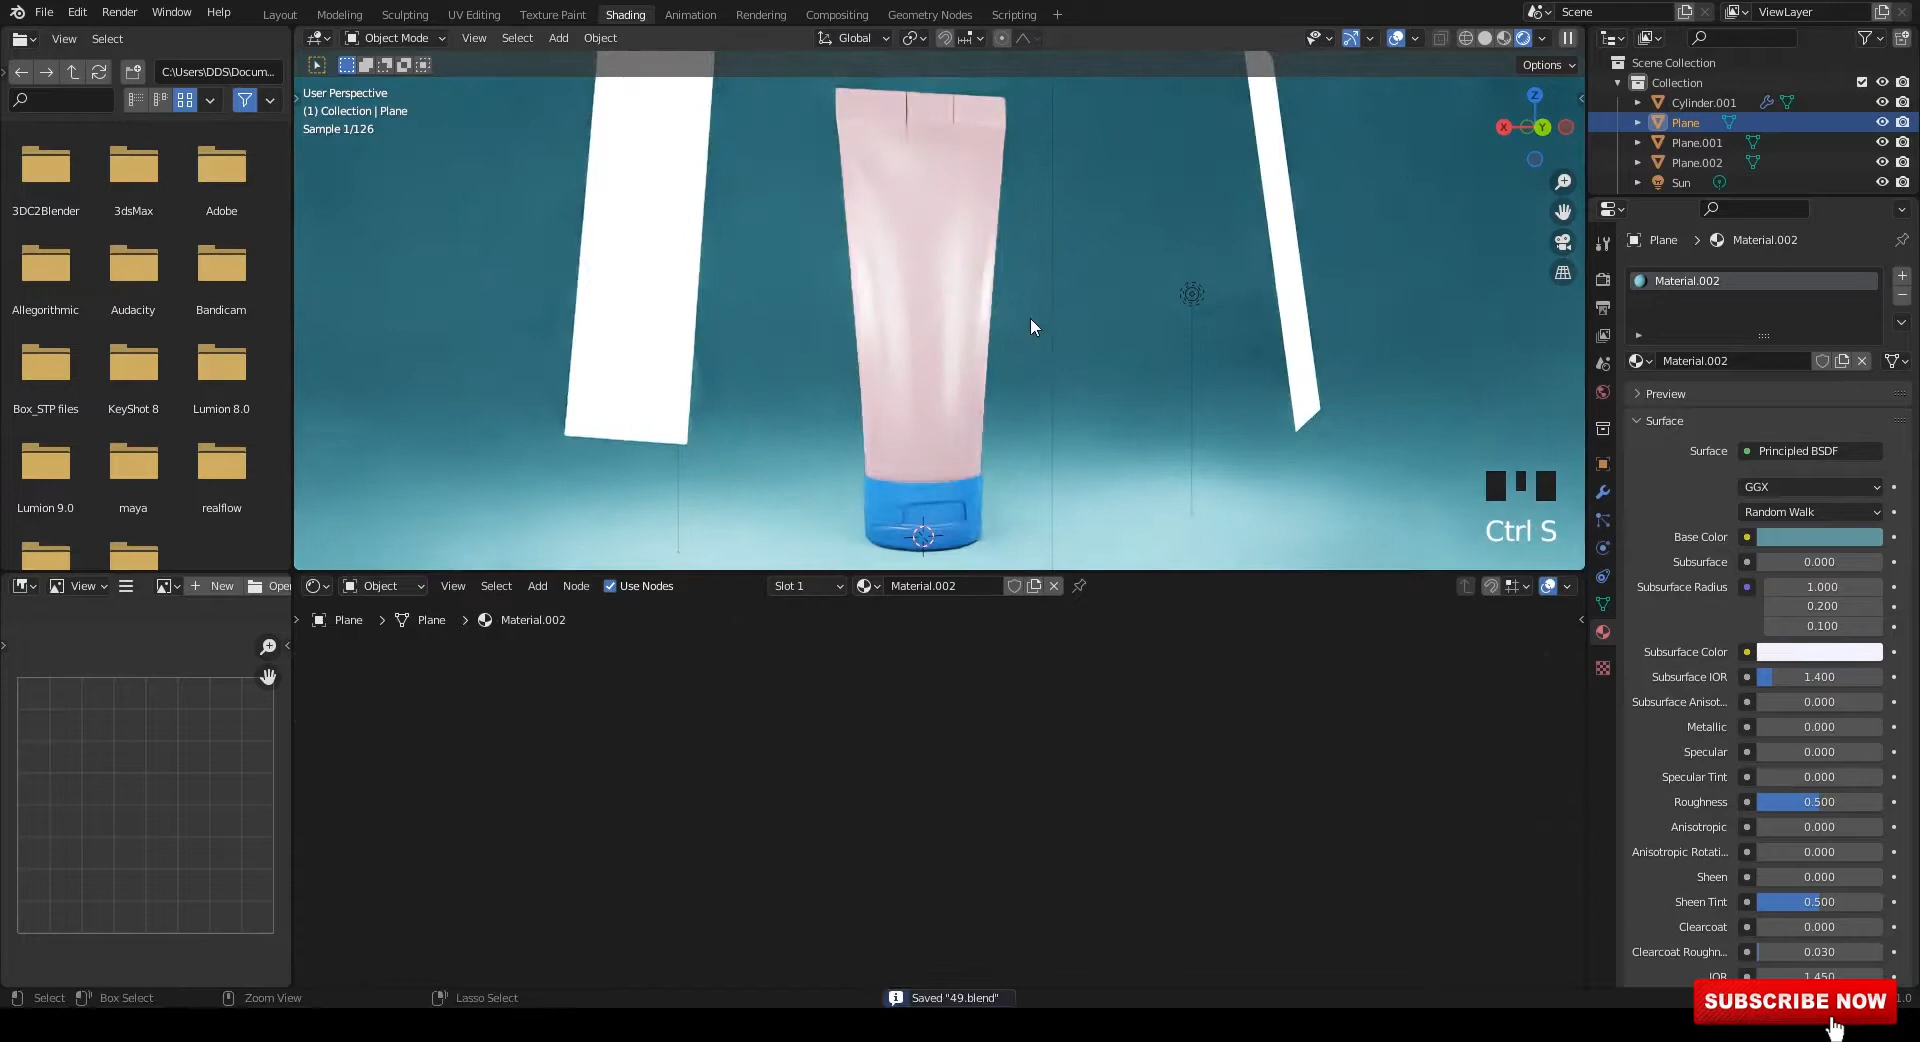 File Edit Render Window Help
Layout Modeling Sculpting UV Editing Texture Paint Shading Animation Rendering Compositing Geometry Nodes Scripting +
Scene
ViewLayer
View Select
C:\Users\DDS\Docum...
3DC2Blender 3dsMax Adobe
Allegorithmic Audacity Bandicam
Box_STP files KeyShot 8 Lumion 8.0
Lumion 9.0 maya realflow
Object Mode View Select Add Object
Global
Options
User Perspective
(1) Collection | Plane
Sample 1/126
Z
X
Y
Ctrl S
View
New
Open
Object View Select Add Node Use Nodes
Slot 1
Material.002
Plane > Plane > Material.002
Scene Collection
Collection
Cylinder.001
Plane
Plane.001
Plane.002
Sun
Plane > Material.002
Material.002
Material.002
Preview
Surface
Surface Principled BSDF
GGX
Random Walk
Base Color
Subsurface 0.000
Subsurface Radius 1.000
0.200
0.100
Subsurface Color
Subsurface IOR 1.400
Subsurface Anisot... 0.000
Metallic 0.000
Specular 0.000
Specular Tint 0.000
Roughness 0.500
Anisotropic 0.000
Anisotropic Rotati... 0.000
Sheen 0.000
Sheen Tint 0.500
Clearcoat 0.000
Clearcoat Roughn... 0.030
IOR 1.450
Select Box Select Zoom View Lasso Select
Saved "49.blend"
SUBSCRIBE NOW